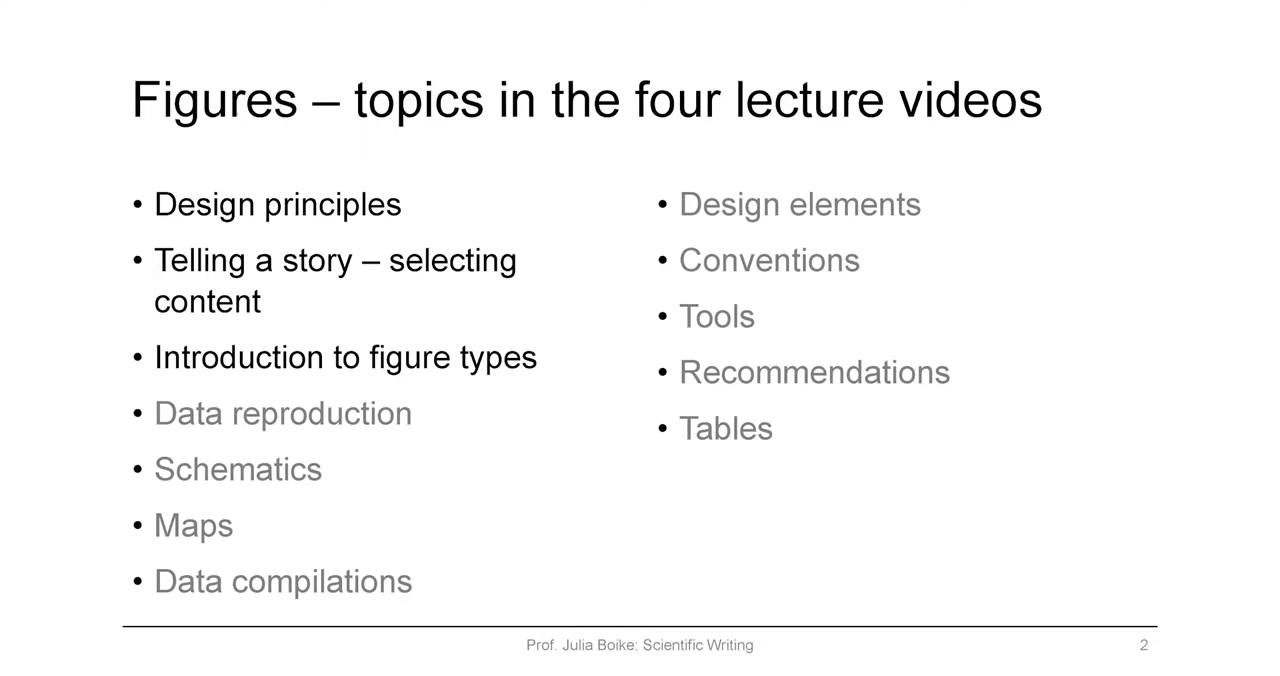 Figures – topics in the four lecture videos
• Design principles
• Telling a story – selecting
content
• Introduction to figure types
• Data reproduction
• Schematics
• Maps
• Data compilations
• Design elements
• Conventions
• Tools
• Recommendations
• Tables
Prof. Julia Boike: Scientific Writing
2